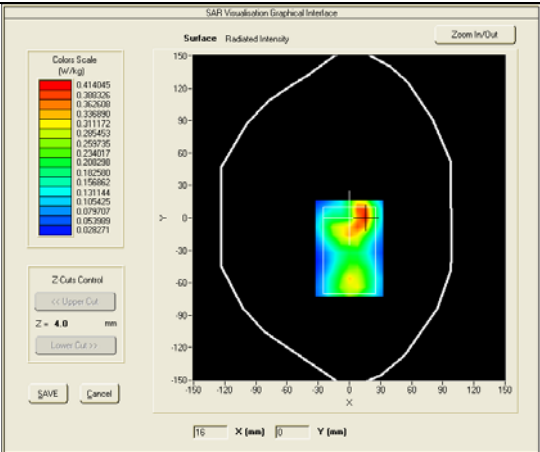 SAR Visualisation Graphical Interface
Surface Radiated Intensity
Zoom In/Out
Colors Scale
(W/kg)
0.414045
0.388326
0.362608
0.336890
0.311172
0.285453
0.259735
0.234017
0.208298
0.182580
0.156862
0.131144
0.105425
0.079707
0.053989
0.028271
Z-Cuts Control
<< Upper Cut
Z = 4.0 mm
Lower Cut >>
SAVE Cancel
150-
120-
90-
60-
30-
0-
-30-
-60-
-90-
-120-
-150-
Y
-150 -120 -90 -60 -30 0 30 60 90 120 150
X
16 X (mm) 0 Y (mm)